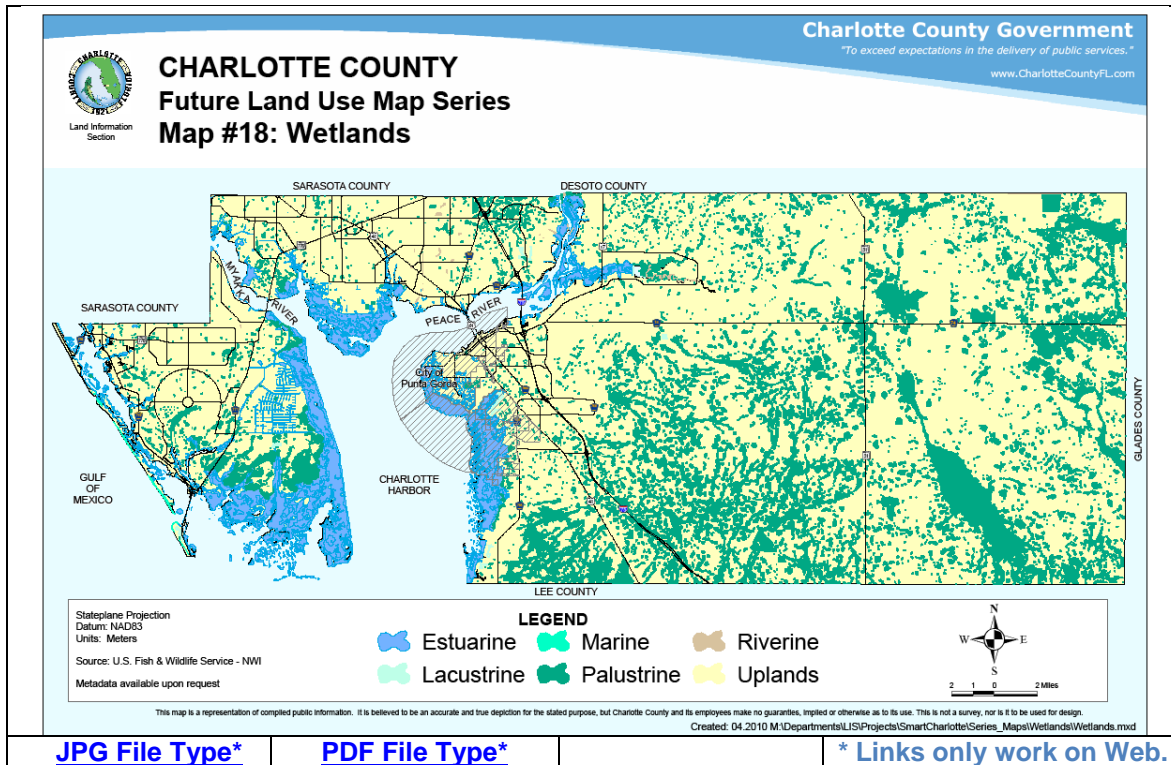 Charlotte County Government
"To exceed expectations in the delivery of public services."
www.CharlotteCountyFL.com
CHARLOTTE COUNTY
1921
Land Information
Section
CHARLOTTE COUNTY
Future Land Use Map Series
Map #18: Wetlands
SARASOTA COUNTY
DESOTO COUNTY
MYAKKA RIVER
SARASOTA COUNTY
PEACE RIVER
City of
Punta Gorda
GLADES COUNTY
GULF
OF
MEXICO
CHARLOTTE
HARBOR
LEE COUNTY
Stateplane Projection
Datum: NAD83
Units: Meters
Source: U.S. Fish & Wildlife Service - NWI
Metadata available upon request
LEGEND
Estuarine Marine Riverine
Lacustrine Palustrine Uplands
N
W E
S
2 1 0 2 Miles
This map is a representation of compiled public information. It is believed to be an accurate and true depiction for the stated purpose, but Charlotte County and its employees make no guaranties, implied or otherwise as to its use. This is not a survey, nor is it to be used for design.
Created: 04.2010 M:\Departments\LIS\Projects\SmartCharlotte\Series_Maps\Wetlands\Wetlands.mxd
JPG File Type* PDF File Type* * Links only work on Web.